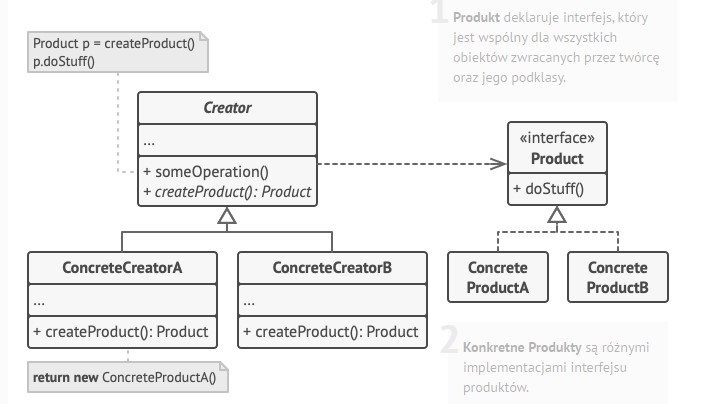 1
Produkt deklaruje interfejs, który
jest wspólny dla wszystkich
obiektów zwracanych przez twórcę
oraz jego podklasy.
Product p = createProduct()
p.doStuff()
Creator
...
+ someOperation()
+ createProduct(): Product
«interface»
Product
+ doStuff()
ConcreteCreatorA
...
+ createProduct(): Product
ConcreteCreatorB
...
+ createProduct(): Product
Concrete
ProductA
Concrete
ProductB
return new ConcreteProductA()
2
Konkretne Produkty są różnymi
implementacjami interfejsu
produktów.